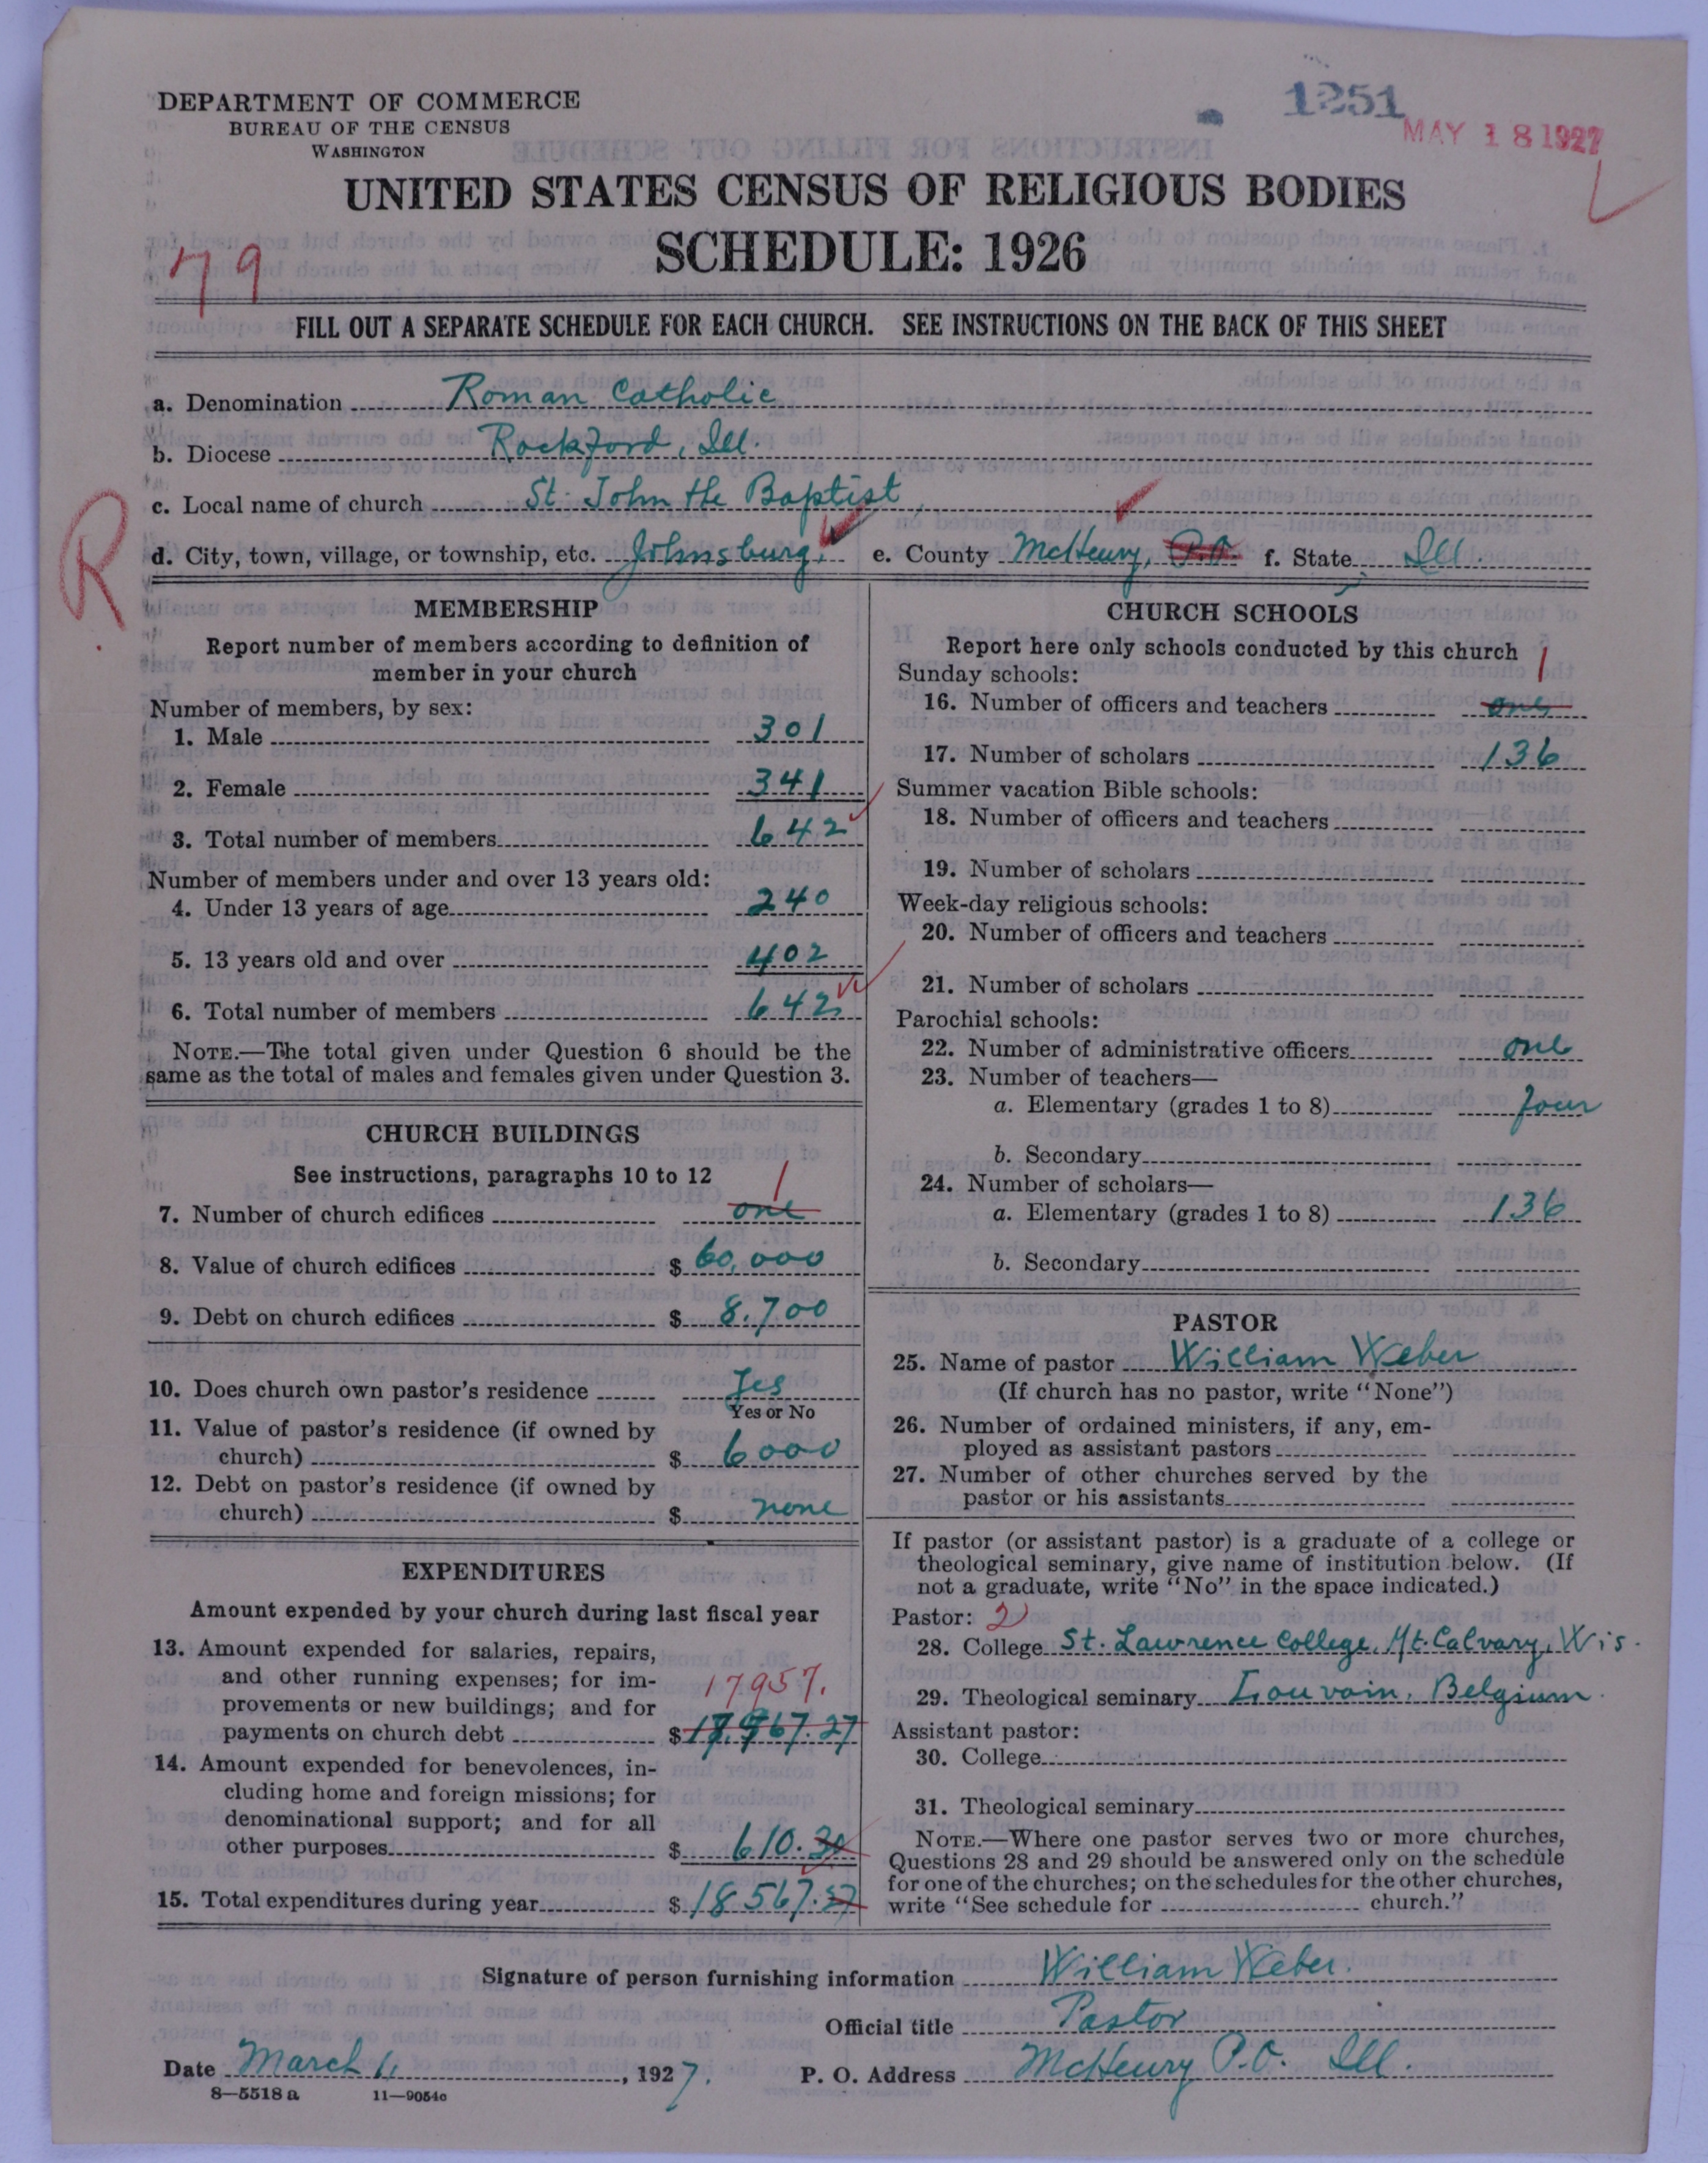 1251
MAY 18 1927
DEPARTMENT OF COMMERCE
BUREAU OF THE CENSUS
WASHINGTON
UNITED STATES CENSUS OF RELIGIOUS BODIES
SCHEDULE: 1926
79
FILL OUT A SEPARATE SCHEDULE FOR EACH CHURCH. SEE INSTRUCTIONS ON THE BACK OF THIS SHEET
a. Denomination Roman Catholic
b. Diocese Rockford, Ill.
c. Local name of church St. John the Baptist
R
d. City, town, village, or township, etc. Johnsburg, e. County McHenry, P.O. f. State Ill.
MEMBERSHIP
Report number of members according to definition of
member in your church
Number of members, by sex:
1. Male 301
2. Female 341
3. Total number of members 642
Number of members under and over 13 years old:
4. Under 13 years of age 240
5. 13 years old and over 402
6. Total number of members 642
NOTE.—The total given under Question 6 should be the
same as the total of males and females given under Question 3.
CHURCH BUILDINGS
See instructions, paragraphs 10 to 12
1
7. Number of church edifices one
8. Value of church edifices $ 60,000
9. Debt on church edifices $ 8.700
10. Does church own pastor's residence Yes
Yes or No
11. Value of pastor's residence (if owned by
church) $ 6000
12. Debt on pastor's residence (if owned by
church) $ none
EXPENDITURES
Amount expended by your church during last fiscal year
13. Amount expended for salaries, repairs,
and other running expenses; for im-
provements or new buildings; and for 17957.
payments on church debt $ 17.967.27
14. Amount expended for benevolences, in-
cluding home and foreign missions; for
denominational support; and for all
other purposes $ 610.30
15. Total expenditures during year $ 18567.57
CHURCH SCHOOLS
Report here only schools conducted by this church
Sunday schools: 1
16. Number of officers and teachers one
17. Number of scholars 136
Summer vacation Bible schools:
18. Number of officers and teachers
19. Number of scholars
Week-day religious schools:
20. Number of officers and teachers
21. Number of scholars
Parochial schools:
22. Number of administrative officers one
23. Number of teachers—
a. Elementary (grades 1 to 8) four
b. Secondary
24. Number of scholars—
a. Elementary (grades 1 to 8) 136
b. Secondary
PASTOR
25. Name of pastor William Weber
(If church has no pastor, write "None")
26. Number of ordained ministers, if any, em-
ployed as assistant pastors
27. Number of other churches served by the
pastor or his assistants
If pastor (or assistant pastor) is a graduate of a college or
theological seminary, give name of institution below. (If
not a graduate, write "No" in the space indicated.)
Pastor: 2
28. College St. Lawrence College, Mt. Calvary, Wis.
29. Theological seminary Louvain, Belgium.
Assistant pastor:
30. College
31. Theological seminary
NOTE.—Where one pastor serves two or more churches,
Questions 28 and 29 should be answered only on the schedule
for one of the churches; on the schedules for the other churches,
write "See schedule for church."
Signature of person furnishing information William Weber.
Official title Pastor
Date March 11, 1927. P. O. Address McHenry P.O. Ill.
8—5518 a 11—9054c